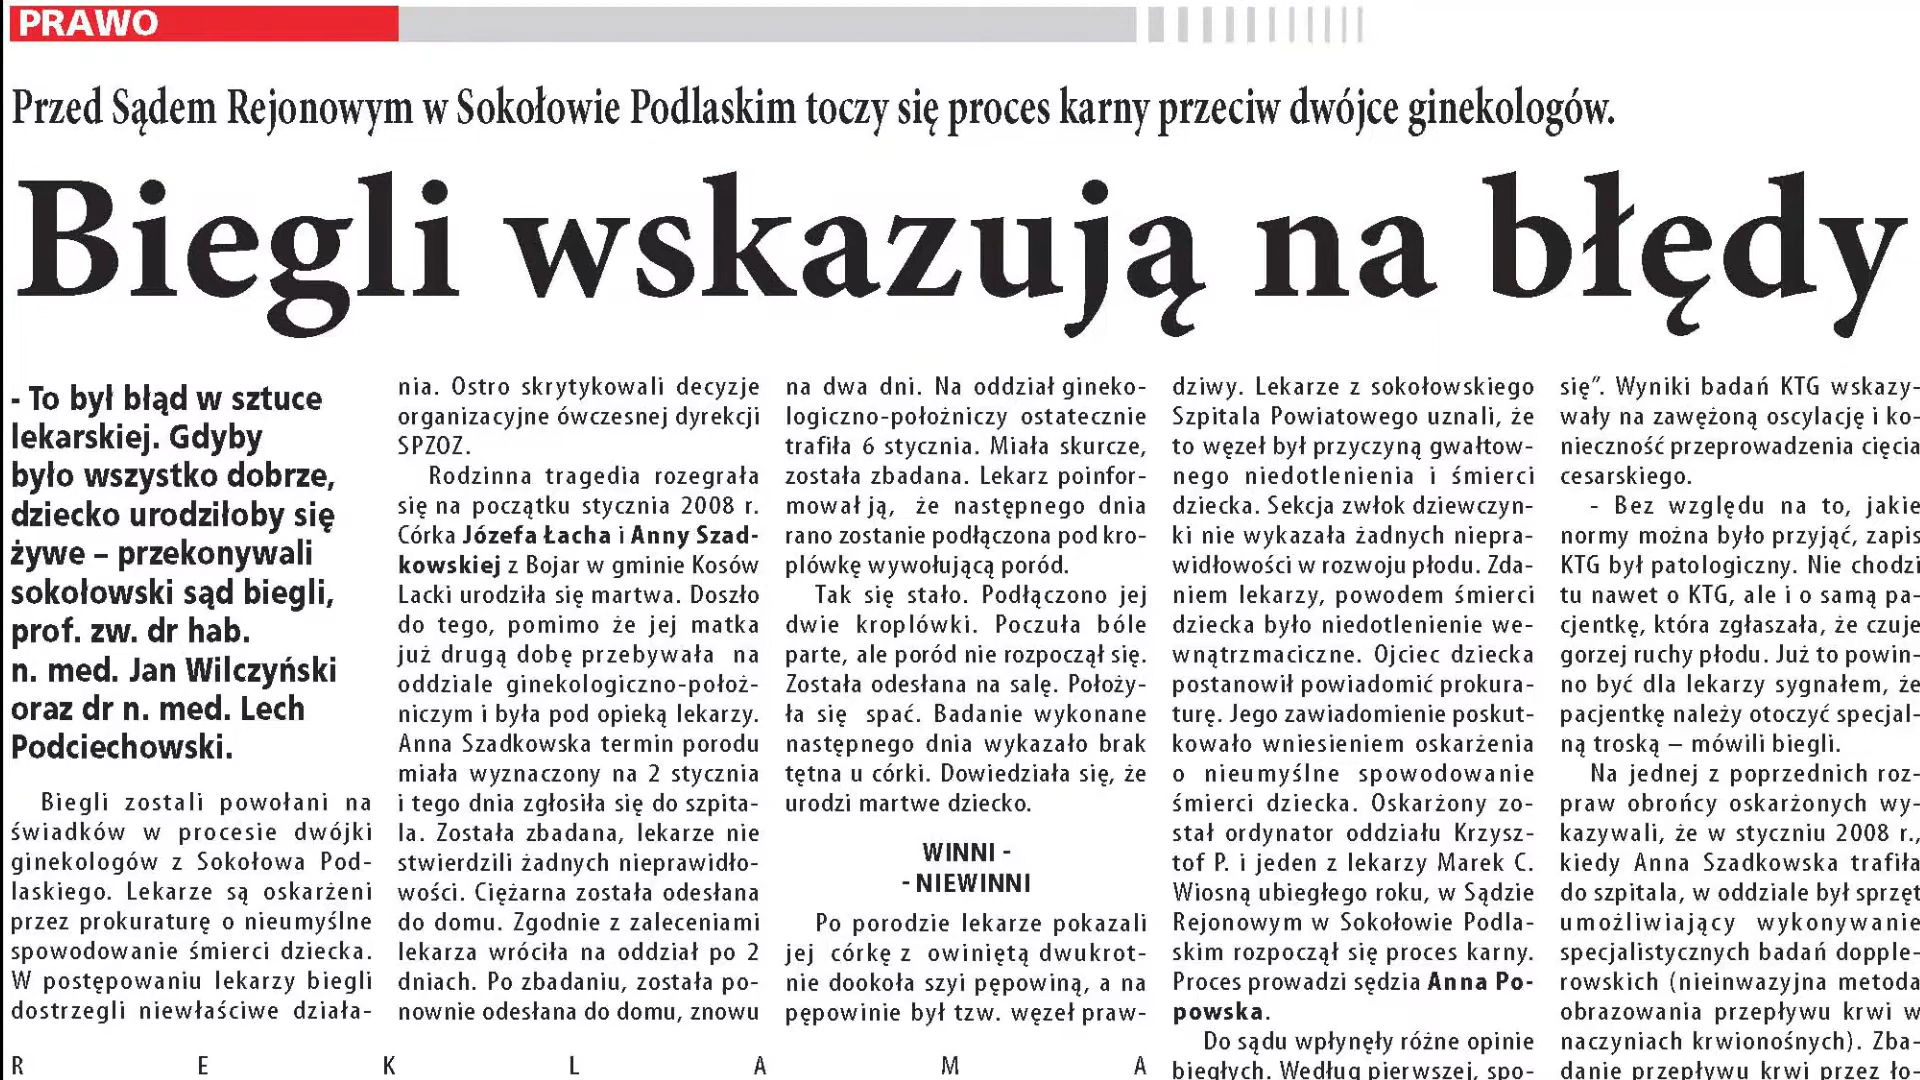 PRAWO
Przed Sądem Rejonowym w Sokołowie Podlaskim toczy się proces karny przeciw dwójce ginekologów.
Biegli wskazują na błędy
- To był błąd w sztuce
lekarskiej. Gdyby
było wszystko dobrze,
dziecko urodziłoby się
żywe – przekonywali
sokołowski sąd biegli,
prof. zw. dr hab.
n. med. Jan Wilczyński
oraz dr n. med. Lech
Podciechowski.
Biegli zostali powołani na
świadków w procesie dwójki
ginekologów z Sokołowa Pod-
laskiego. Lekarze są oskarżeni
przez prokuraturę o nieumyślne
spowodowanie śmierci dziecka.
W postępowaniu lekarzy biegli
dostrzegli niewłaściwe działa-
nia. Ostro skrytykowali decyzje
organizacyjne ówczesnej dyrekcji
SPZOZ.
Rodzinna tragedia rozegrała
się na początku stycznia 2008 r.
Córka Józefa Łacha i Anny Szad-
kowskiej z Bojar w gminie Kosów
Lacki urodziła się martwa. Doszło
do tego, pomimo że jej matka
już drugą dobę przebywała na
oddziale ginekologiczno-położ-
niczym i była pod opieką lekarzy.
Anna Szadkowska termin porodu
miała wyznaczony na 2 stycznia
i tego dnia zgłosiła się do szpita-
la. Została zbadana, lekarze nie
stwierdzili żadnych nieprawidło-
wości. Ciężarna została odesłana
do domu. Zgodnie z zaleceniami
lekarza wróciła na oddział po 2
dniach. Po zbadaniu, została po-
nownie odesłana do domu, znowu
na dwa dni. Na oddział gineko-
logiczno-położniczy ostatecznie
trafiła 6 stycznia. Miała skurcze,
została zbadana. Lekarz poinfor-
mował ją, że następnego dnia
rano zostanie podłączona pod kro-
plówkę wywołującą poród.
Tak się stało. Podłączono jej
dwie kroplówki. Poczuła bóle
parte, ale poród nie rozpoczął się.
Została odesłana na salę. Położy-
ła się spać. Badanie wykonane
następnego dnia wykazało brak
tętna u córki. Dowiedziała się, że
urodzi martwe dziecko.
WINNI -
- NIEWINNI
Po porodzie lekarze pokazali
jej córkę z owiniętą dwukrot-
nie dookoła szyi pępowiną, a na
pępowinie był tzw. węzeł praw-
dziwy. Lekarze z sokołowskiego
Szpitala Powiatowego uznali, że
to węzeł był przyczyną gwałtow-
nego niedotlenienia i śmierci
dziecka. Sekcja zwłok dziewczyn-
ki nie wykazała żadnych niepra-
widłowości w rozwoju płodu. Zda-
niem lekarzy, powodem śmierci
dziecka było niedotlenienie we-
wnątrzmaciczne. Ojciec dziecka
postanowił powiadomić prokura-
turę. Jego zawiadomienie poskut-
kowało wniesieniem oskarżenia
o nieumyślne spowodowanie
śmierci dziecka. Oskarżony zo-
stał ordynator oddziału Krzysz-
tof P. i jeden z lekarzy Marek C.
Wiosną ubiegłego roku, w Sądzie
Rejonowym w Sokołowie Podla-
skim rozpoczął się proces karny.
Proces prowadzi sędzia Anna Po-
powska.
Do sądu wpłynęły różne opinie
biegłych. Według pierwszej, spo-
się”. Wyniki badań KTG wskazy-
wały na zawężoną oscylację i ko-
nieczność przeprowadzenia cięcia
cesarskiego.
- Bez względu na to, jakie
normy można było przyjąć, zapis
KTG był patologiczny. Nie chodzi
tu nawet o KTG, ale i o samą pa-
cjentkę, która zgłaszała, że czuje
gorzej ruchy płodu. Już to powin-
no być dla lekarzy sygnałem, że
pacjentkę należy otoczyć specjal-
ną troską – mówili biegli.
Na jednej z poprzednich roz-
praw obrońcy oskarżonych wy-
kazywali, że w styczniu 2008 r.,
kiedy Anna Szadkowska trafiła
do szpitala, w oddziale był sprzęt
umożliwiający wykonywanie
specjalistycznych badań dopple-
rowskich (nieinwazyjna metoda
obrazowania przepływu krwi w
naczyniach krwionośnych). Zba-
danie przepływu krwi przez ło-
R E K L A M A